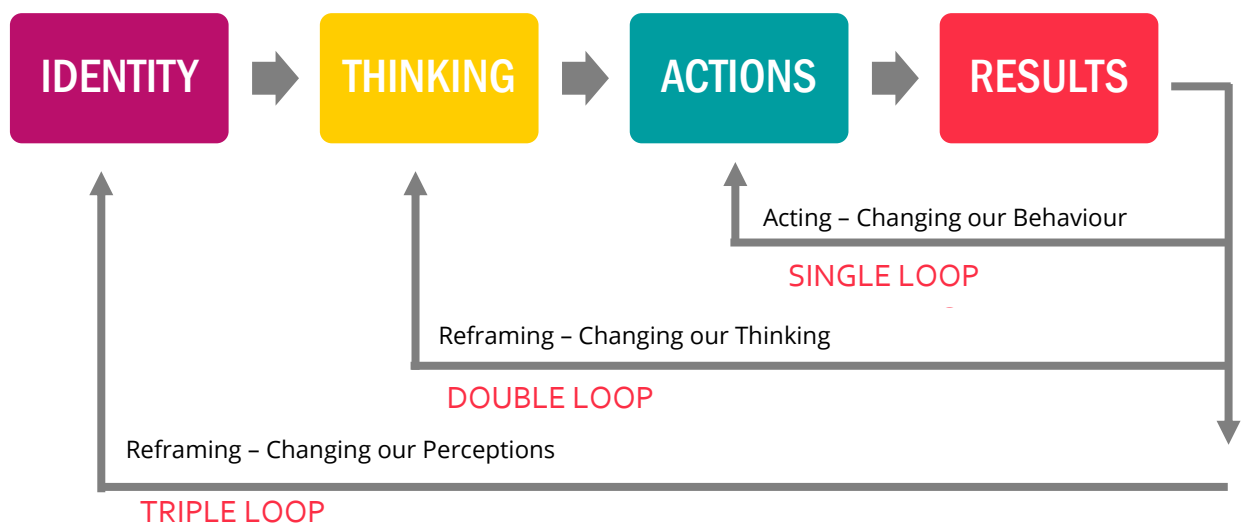 IDENTITY THINKING ACTIONS RESULTS
Acting – Changing our Behaviour
SINGLE LOOP
Reframing – Changing our Thinking
DOUBLE LOOP
Reframing – Changing our Perceptions
TRIPLE LOOP